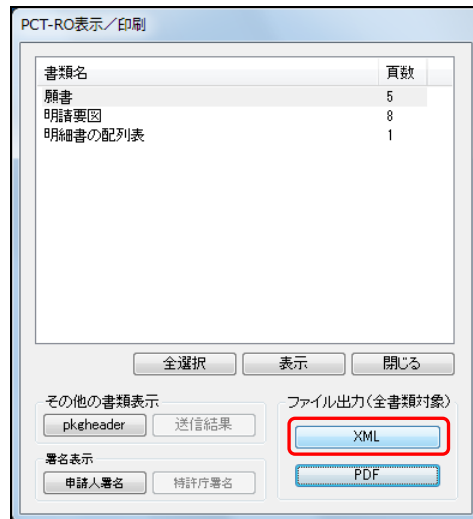 PCT-RO表示／印刷
書類名 頁数
願書 5
明請要図 8
明細書の配列表 1
全選択 表示 閉じる
その他の書類表示 ファイル出力(全書類対象)
pkgheader 送信結果 XML
署名表示
申請人署名 特許庁署名 PDF